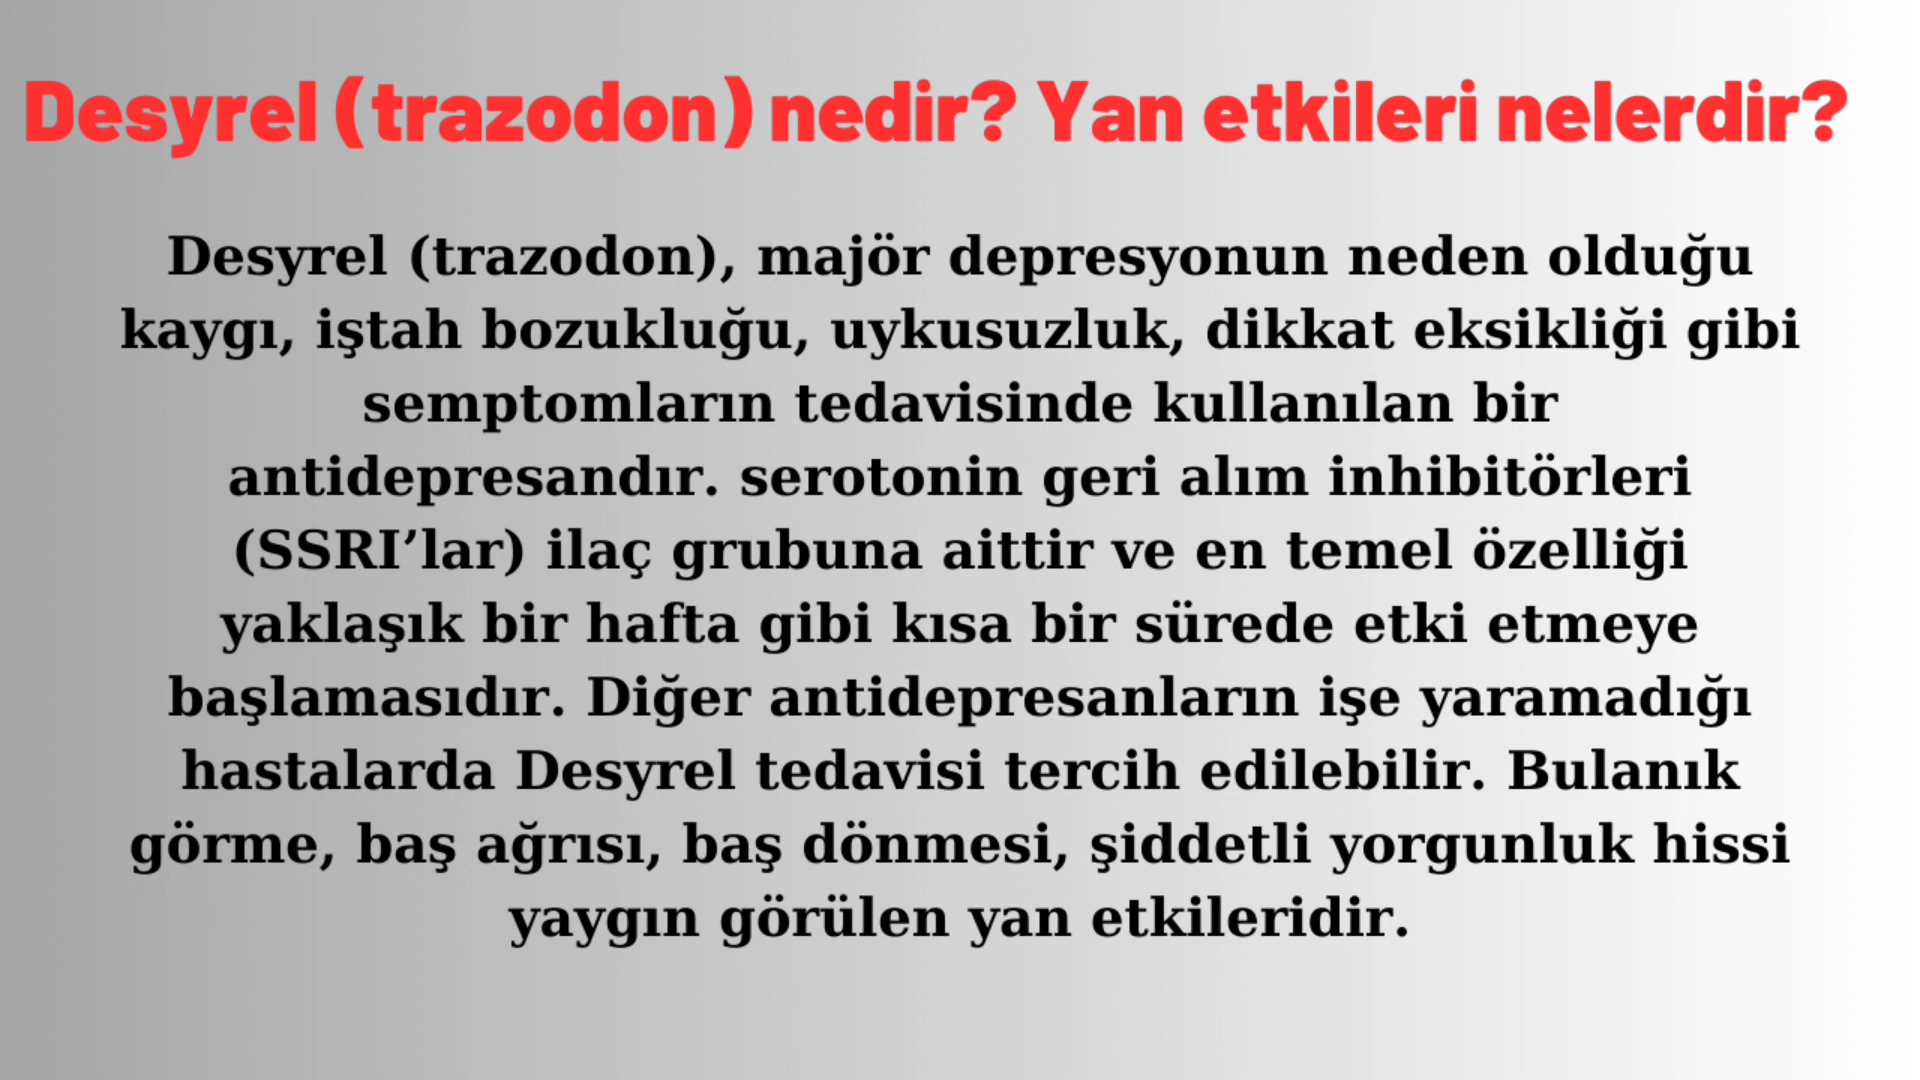 Desyrel (trazodon) nedir? Yan etkileri nelerdir?
Desyrel (trazodon), majör depresyonun neden olduğu
kaygı, iştah bozukluğu, uykusuzluk, dikkat eksikliği gibi
semptomların tedavisinde kullanılan bir
antidepresandır. serotonin geri alım inhibitörleri
(SSRI’lar) ilaç grubuna aittir ve en temel özelliği
yaklaşık bir hafta gibi kısa bir sürede etki etmeye
başlamasıdır. Diğer antidepresanların işe yaramadığı
hastalarda Desyrel tedavisi tercih edilebilir. Bulanık
görme, baş ağrısı, baş dönmesi, şiddetli yorgunluk hissi
yaygın görülen yan etkileridir.